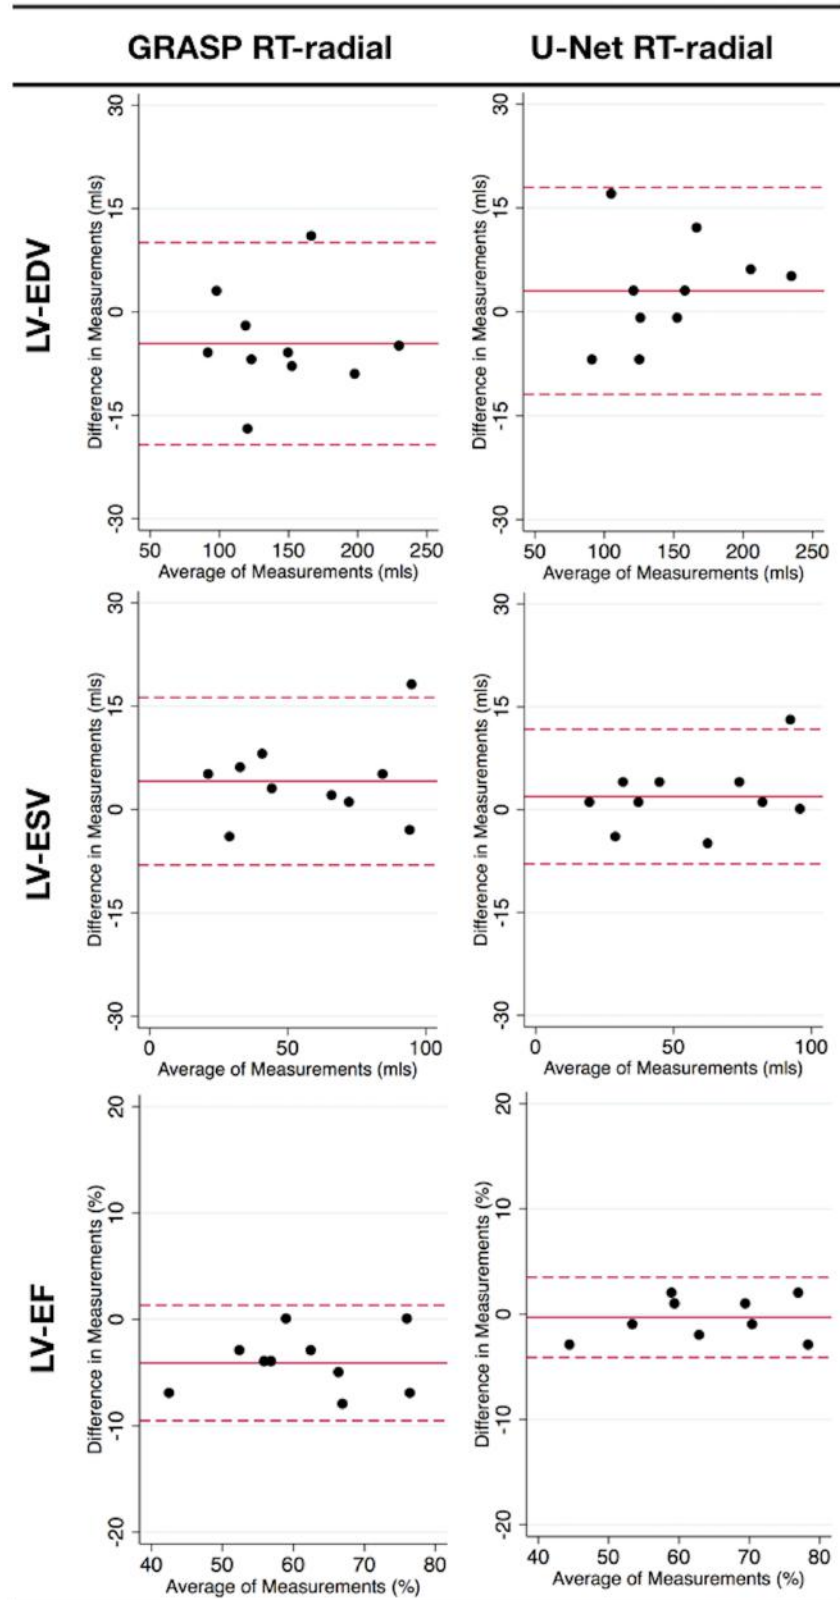 GRASP RT-radial U-Net RT-radial
LV-EDV
Difference in Measurements (mls)
30
15
0
-15
-30
50 100 150 200 250
Average of Measurements (mls)
Difference in Measurements (mls)
30
15
0
-15
-30
50 100 150 200 250
Average of Measurements (mls)
LV-ESV
Difference in Measurements (mls)
30
15
0
-15
-30
0 50 100
Average of Measurements (mls)
Difference in Measurements (mls)
30
15
0
-15
-30
0 50 100
Average of Measurements (mls)
LV-EF
Difference in Measurements (%)
20
10
0
-10
-20
40 50 60 70 80
Average of Measurements (%)
Difference in Measurements (%)
20
10
0
-10
-20
40 50 60 70 80
Average of Measurements (%)